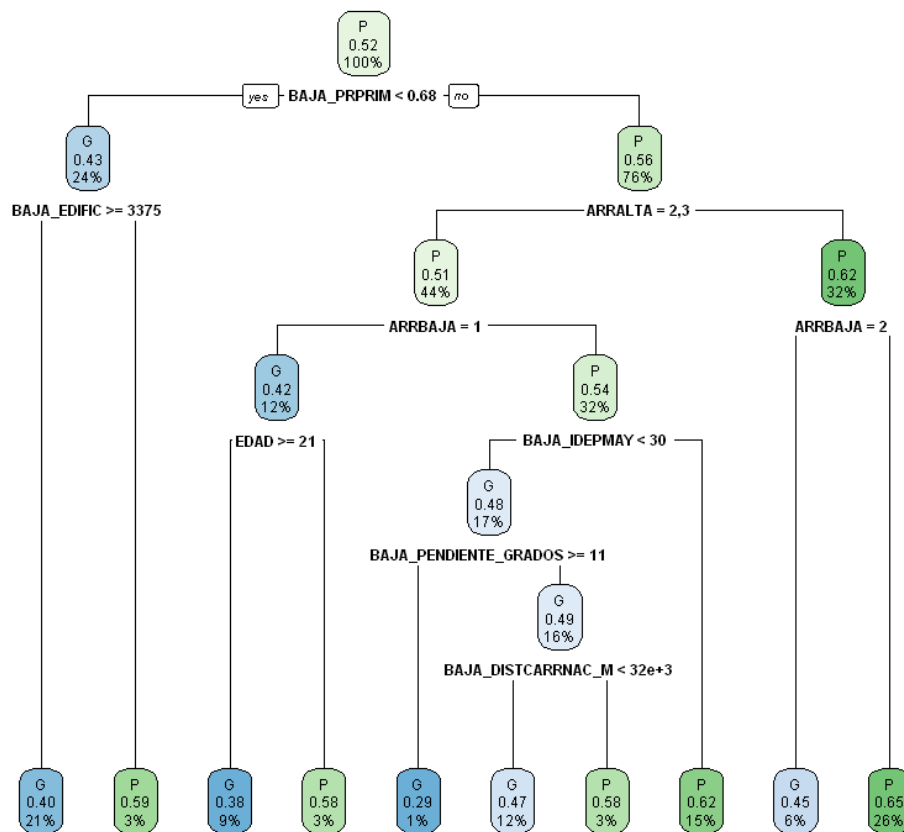 P
0.52
100%
yes BAJA_PRPRIM < 0.68 no
G
0.43
24%
P
0.56
76%
BAJA_EDIFIC >= 3375
ARRALTA = 2,3
P
0.51
44%
P
0.62
32%
ARRBAJA = 1
ARRBAJA = 2
G
0.42
12%
P
0.54
32%
EDAD >= 21
BAJA_IDEPMAY < 30
G
0.48
17%
BAJA_PENDIENTE_GRADOS >= 11
G
0.49
16%
BAJA_DISTCARRNAC_M < 32e+3
G
0.40
21%
P
0.59
3%
G
0.38
9%
P
0.58
3%
G
0.29
1%
G
0.47
12%
P
0.58
3%
P
0.62
15%
G
0.45
6%
P
0.65
26%